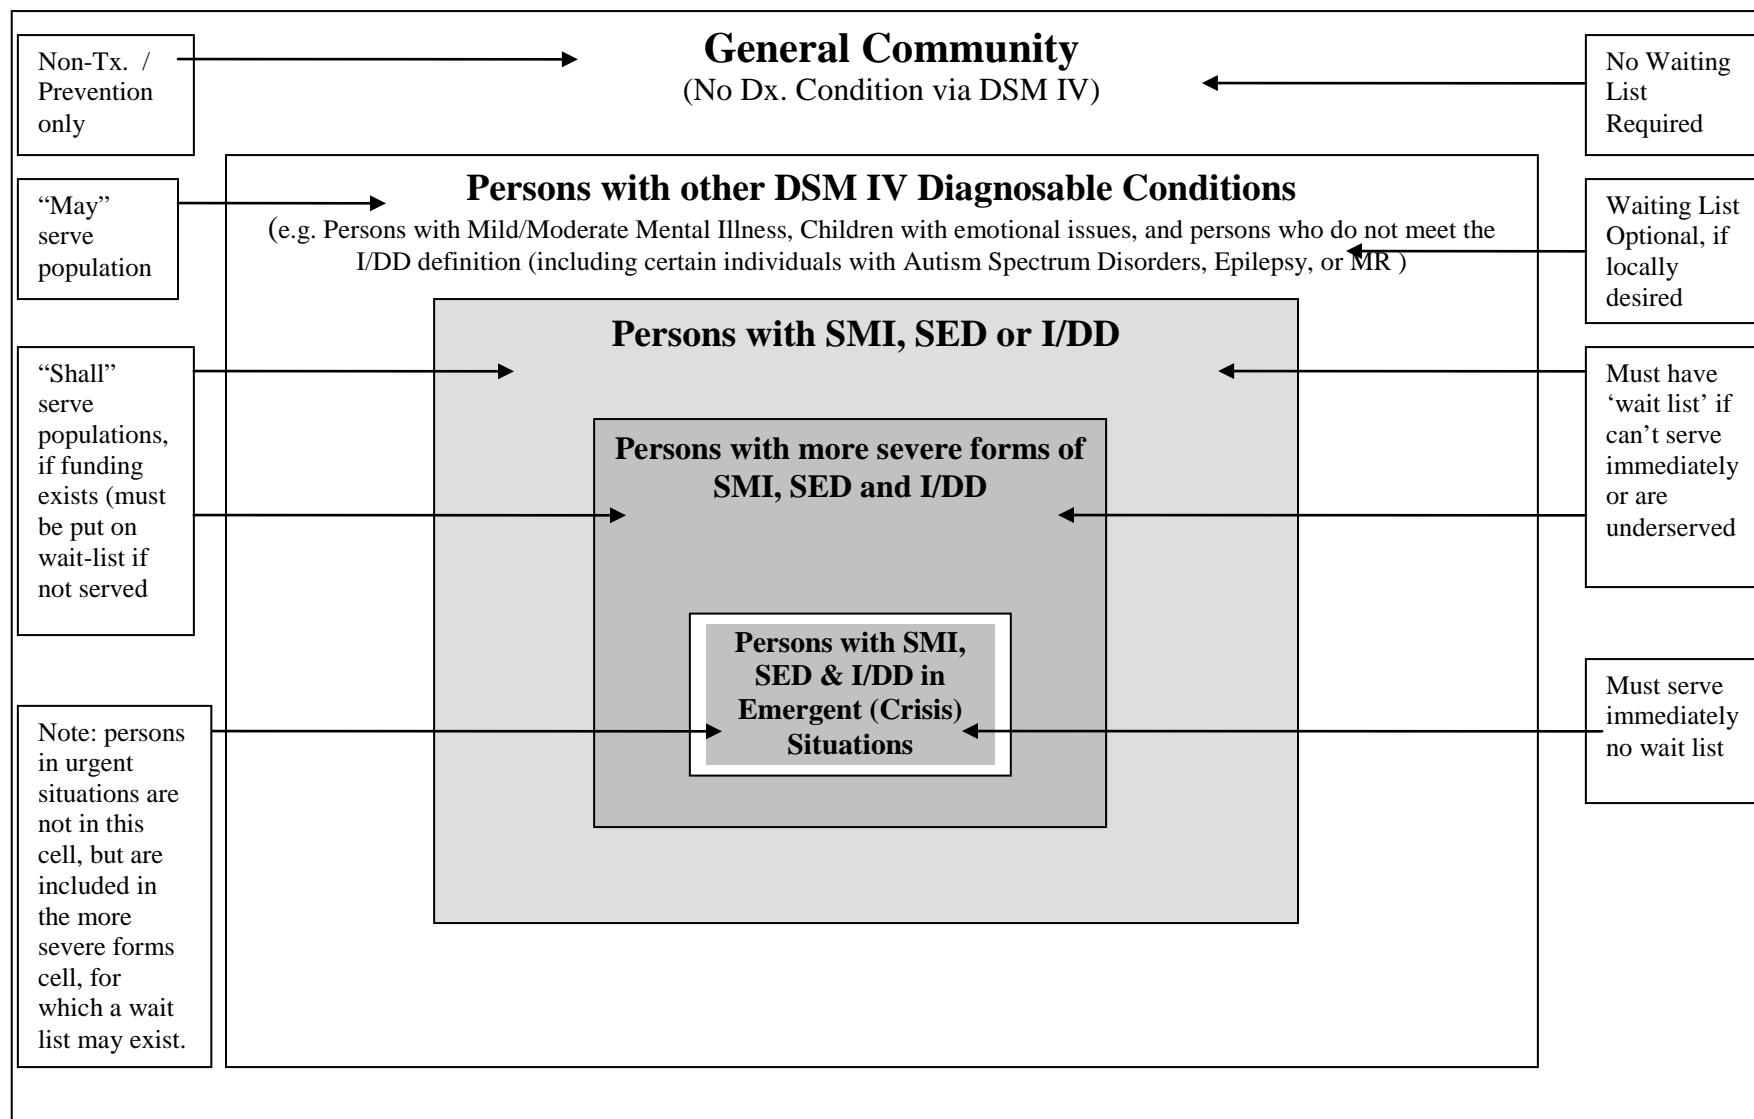 General Community
(No Dx. Condition via DSM IV)
Non-Tx.  /
Prevention
only
No Waiting
List
Required
Persons with other DSM IV Diagnosable Conditions
(e.g. Persons with Mild/Moderate Mental Illness, Children with emotional issues, and persons who do not meet the
I/DD definition (including certain individuals with Autism Spectrum Disorders, Epilepsy, or MR )
“May”
serve
population
Waiting List
Optional, if
locally
desired
Persons with SMI, SED or I/DD
“Shall”
serve
populations,
if funding
exists (must
be put on
wait-list if
not served
Must have
‘wait list’ if
can’t serve
immediately
or are
underserved
Persons with more severe forms of
SMI, SED and I/DD
Persons with SMI,
SED & I/DD in
Emergent (Crisis)
Situations
Must serve
immediately
no wait list
Note: persons
in urgent
situations are
not in this
cell, but are
included in
the more
severe forms
cell, for
which a wait
list may exist.